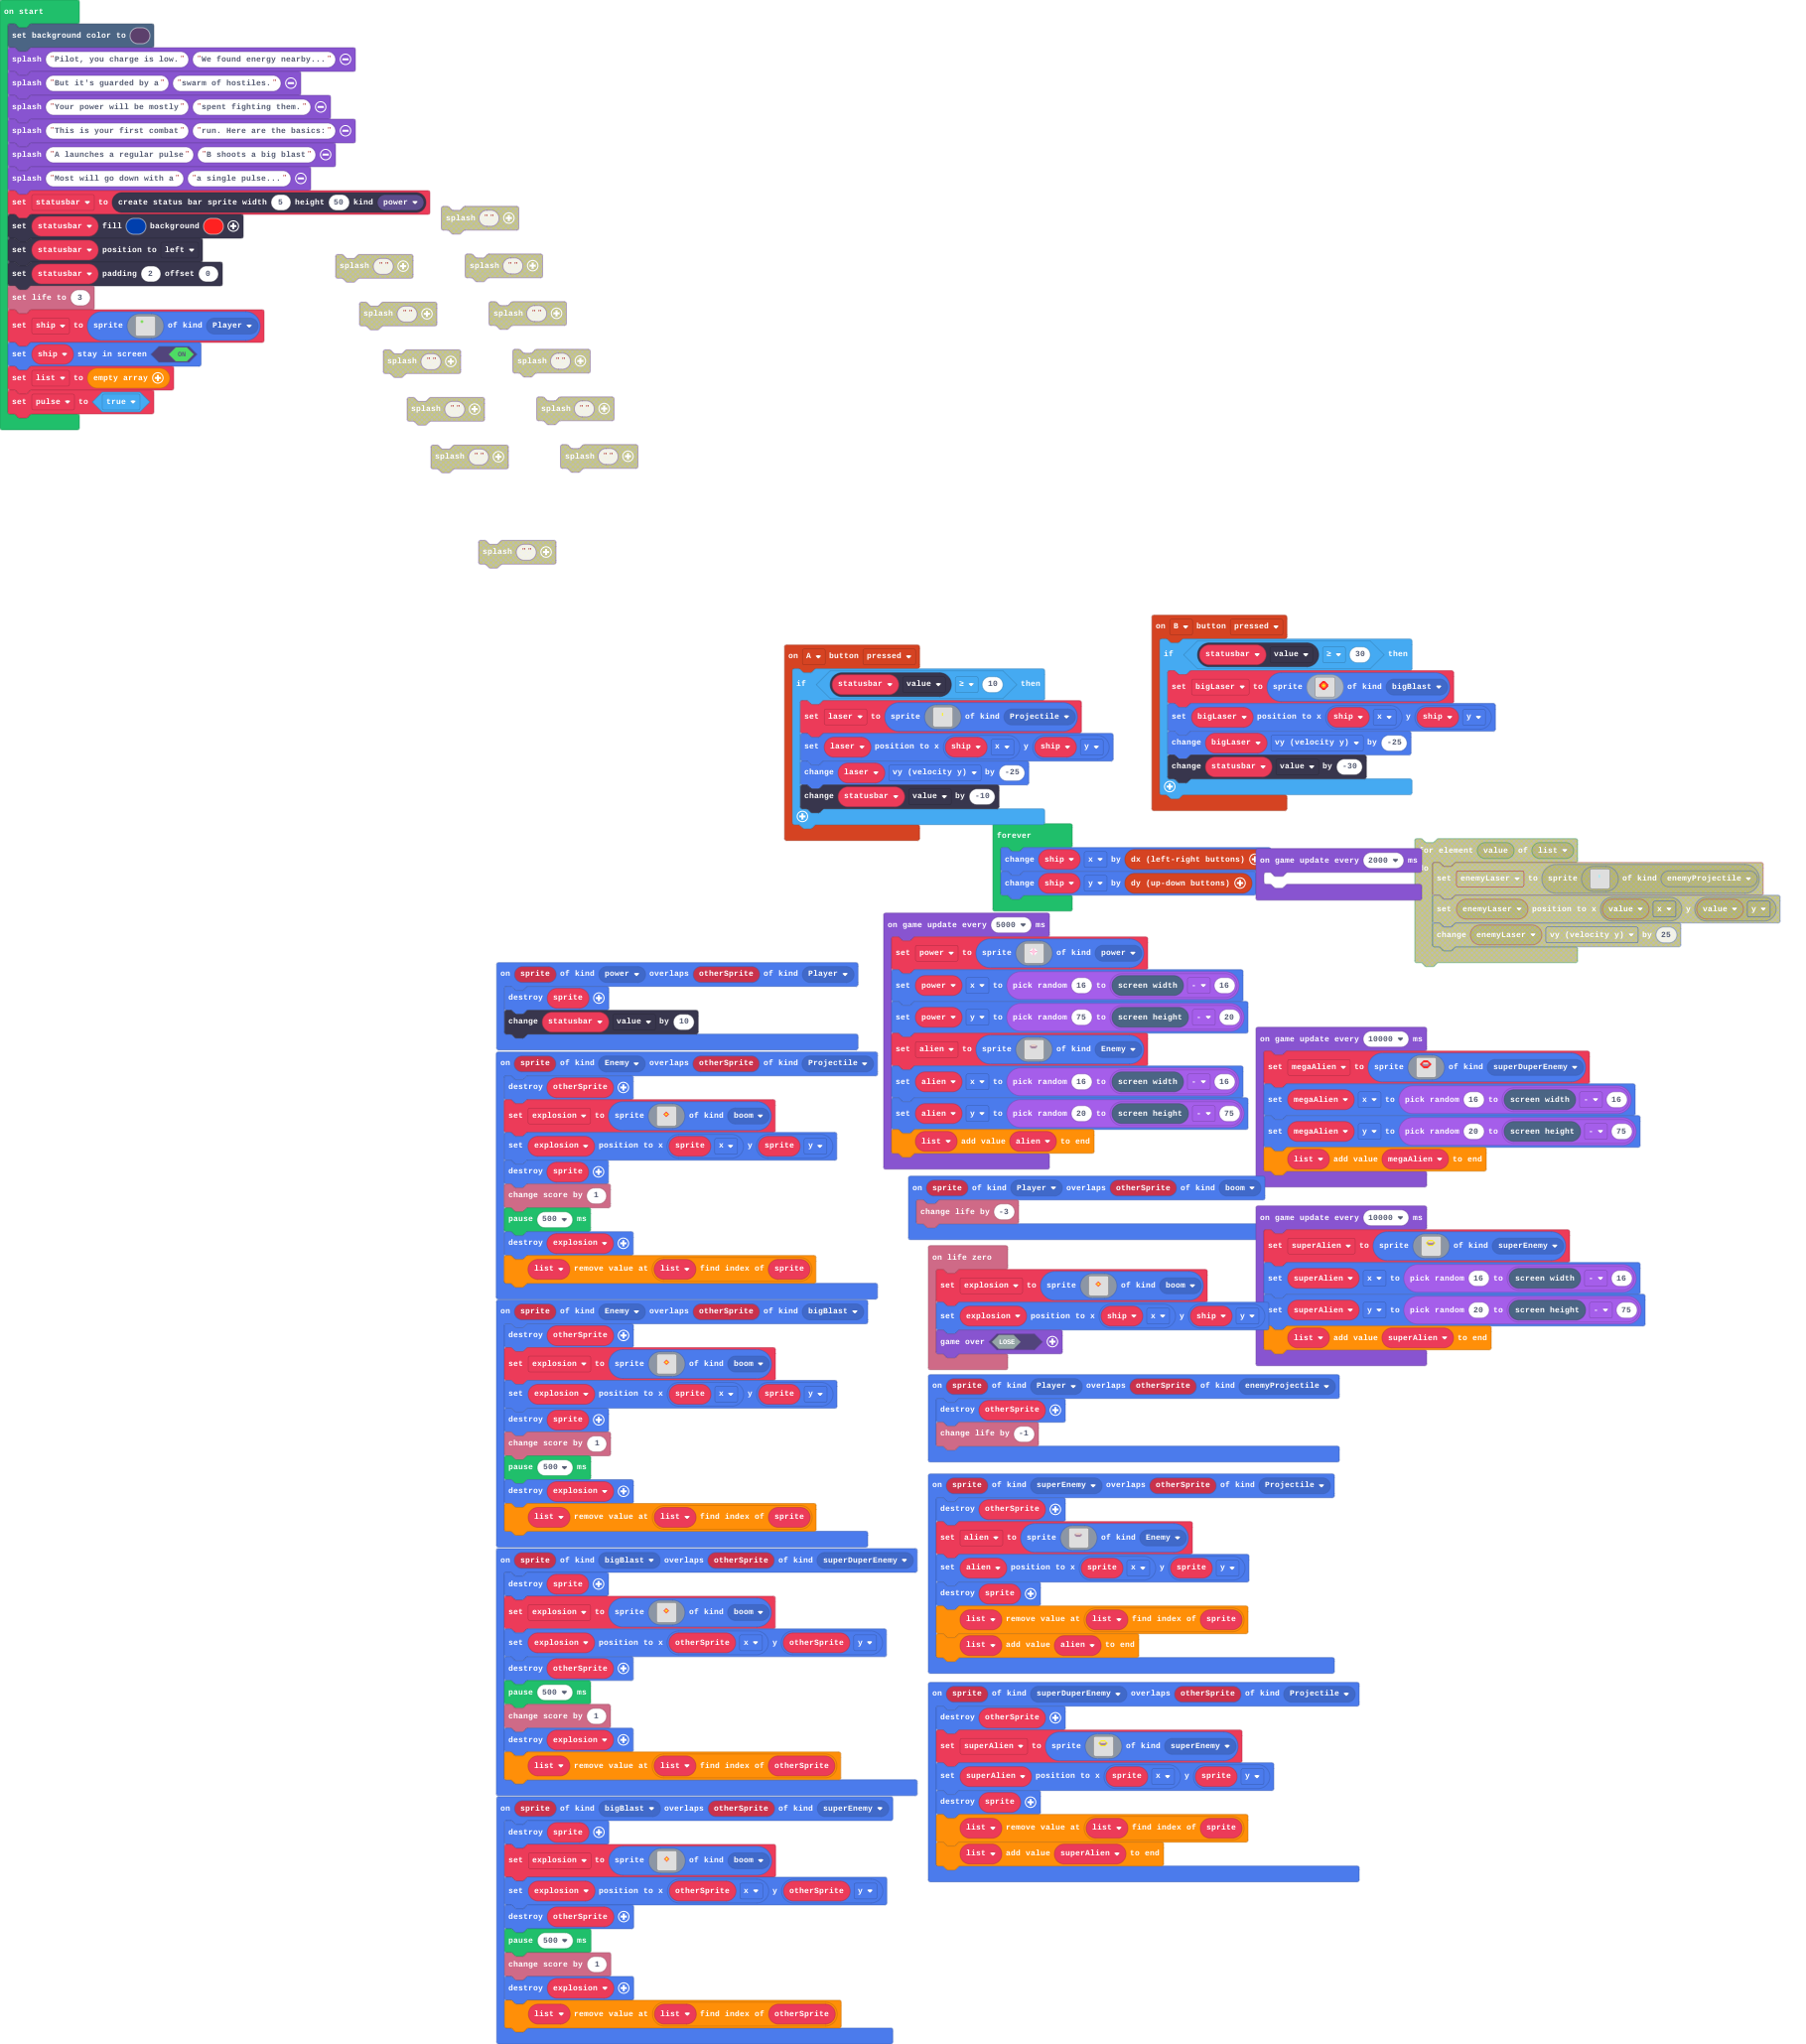 on start
set background color to
splash "Pilot, you charge is low." "We found energy nearby..."
splash "But it's guarded by a" "swarm of hostiles."
splash "Your power will be mostly" "spent fighting them."
splash "This is your first combat" "run. Here are the basics:"
splash "A launches a regular pulse" "B shoots a big blast"
splash "Most will go down with a" "a single pulse..."
set statusbar to create status bar sprite width 5 height 50 kind power
set statusbar fill background
set statusbar position to left
set statusbar padding 2 offset 0
set life to 3
set ship to sprite of kind Player
set ship stay in screen ON
set list to empty array
set pulse to true
splash ""
splash ""
splash ""
splash ""
splash ""
splash ""
splash ""
splash ""
splash ""
splash ""
splash ""
splash ""
on A button pressed
if statusbar value ≥ 10 then
set laser to sprite of kind Projectile
set laser position to x ship x y ship y
change laser vy (velocity y) by -25
change statusbar value by -10
on B button pressed
if statusbar value ≥ 30 then
set bigLaser to sprite of kind bigBlast
set bigLaser position to x ship x y ship y
change bigLaser vy (velocity y) by -25
change statusbar value by -30
forever
change ship x by dx (left-right buttons)
change ship y by dy (up-down buttons)
on game update every 2000 ms
or element value of list
set enemyLaser to sprite of kind enemyProjectile
set enemyLaser position to x value x y value y
change enemyLaser vy (velocity y) by 25
on game update every 5000 ms
set power to sprite of kind power
set power x to pick random 16 to screen width - 16
set power y to pick random 75 to screen height - 20
set alien to sprite of kind Enemy
set alien x to pick random 16 to screen width - 16
set alien y to pick random 20 to screen height - 75
list add value alien to end
on game update every 10000 ms
set megaAlien to sprite of kind superDuperEnemy
set megaAlien x to pick random 16 to screen width - 16
set megaAlien y to pick random 20 to screen height - 75
list add value megaAlien to end
on game update every 10000 ms
set superAlien to sprite of kind superEnemy
set superAlien x to pick random 16 to screen width - 16
set superAlien y to pick random 20 to screen height - 75
list add value superAlien to end
on sprite of kind power overlaps otherSprite of kind Player
destroy sprite
change statusbar value by 10
on sprite of kind Enemy overlaps otherSprite of kind Projectile
destroy otherSprite
set explosion to sprite of kind boom
set explosion position to x sprite x y sprite y
destroy sprite
change score by 1
pause 500 ms
destroy explosion
list remove value at list find index of sprite
on sprite of kind Enemy overlaps otherSprite of kind bigBlast
destroy otherSprite
set explosion to sprite of kind boom
set explosion position to x sprite x y sprite y
destroy sprite
change score by 1
pause 500 ms
destroy explosion
list remove value at list find index of sprite
on sprite of kind bigBlast overlaps otherSprite of kind superDuperEnemy
destroy sprite
set explosion to sprite of kind boom
set explosion position to x otherSprite x y otherSprite y
destroy otherSprite
pause 500 ms
change score by 1
destroy explosion
list remove value at list find index of otherSprite
on sprite of kind bigBlast overlaps otherSprite of kind superEnemy
destroy sprite
set explosion to sprite of kind boom
set explosion position to x otherSprite x y otherSprite y
destroy otherSprite
pause 500 ms
change score by 1
destroy explosion
list remove value at list find index of otherSprite
on sprite of kind Player overlaps otherSprite of kind boom
change life by -3
on life zero
set explosion to sprite of kind boom
set explosion position to x ship x y ship y
game over LOSE
on sprite of kind Player overlaps otherSprite of kind enemyProjectile
destroy otherSprite
change life by -1
on sprite of kind superEnemy overlaps otherSprite of kind Projectile
destroy otherSprite
set alien to sprite of kind Enemy
set alien position to x sprite x y sprite y
destroy sprite
list remove value at list find index of sprite
list add value alien to end
on sprite of kind superDuperEnemy overlaps otherSprite of kind Projectile
destroy otherSprite
set superAlien to sprite of kind superEnemy
set superAlien position to x sprite x y sprite y
destroy sprite
list remove value at list find index of sprite
list add value superAlien to end